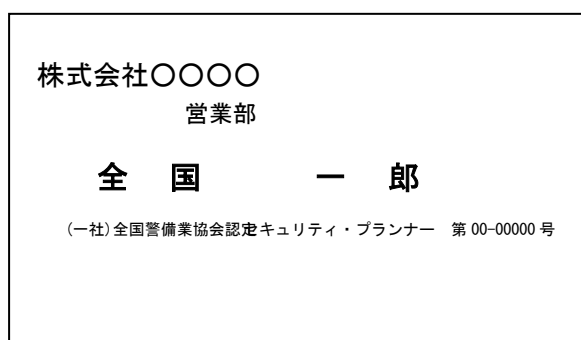 株式会社〇〇〇〇
営業部
全　国　　　一　郎
(一社)全国警備業協会認定セキュリティ・プランナー　第 00-00000 号